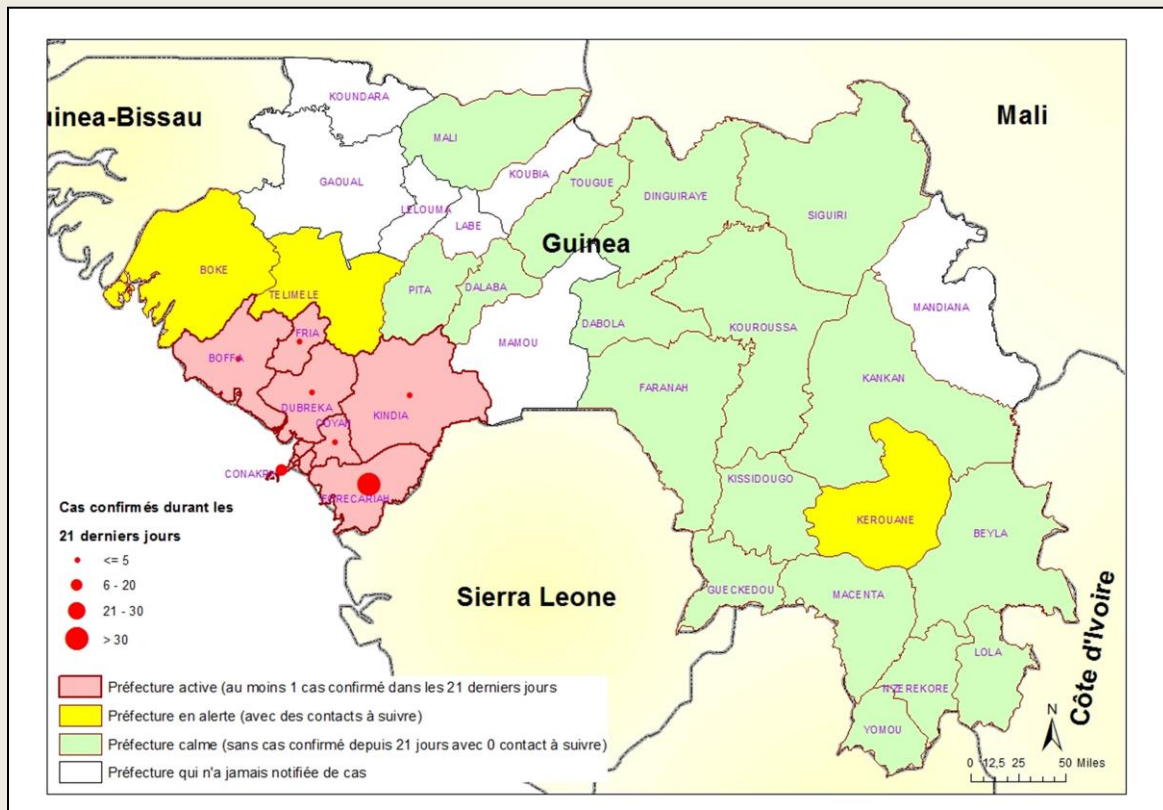 KOUNDARA
uinea-Bissau
Mali
MALI
KOUBIA
GAOUAL
TOUGUE
DINGUIRAYE
LELOUMA
LABE
SIGUIRI
Guinea
BOKE
TELIMELE
PITA
DALABA
MANDIANA
DABOLA
KOUROUSSA
FRIA
MAMOU
BOFFA
KANKAN
FARANAH
DUBREKA
KINDIA
COYAH
CONAKRY
FORECARIAH
KISSIDOUGO
KEROUANE
BEYLA
GUECKEDOU
MACENTA
Sierra Leone
LOLA
N'ZEREKORE
YOMOU
Côte d'Ivoire
Cas confirmés durant les
21 derniers jours
<= 5
6 - 20
21 - 30
> 30
Préfecture active (au moins 1 cas confirmé dans les 21 derniers jours
Préfecture en alerte (avec des contacts à suivre)
Préfecture calme (sans cas confirmé depuis 21 jours avec 0 contact à suivre)
Préfecture qui n'a jamais notifiée de cas
N
0 12,5 25 50 Miles